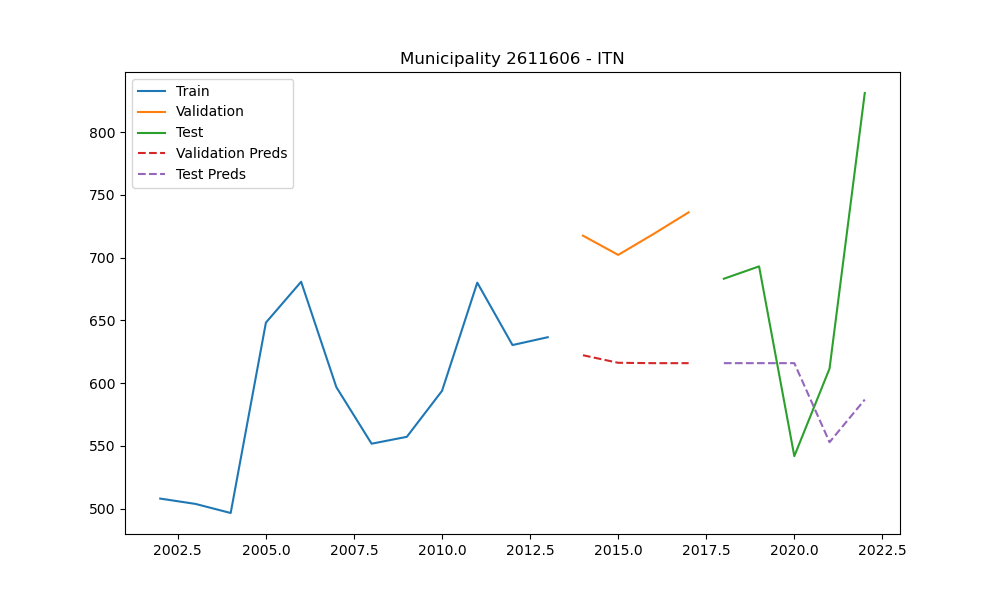 Municipality 2611606 - ITN
Train
Validation
Test
Validation Preds
Test Preds
800
750
700
650
600
550
500
2002.5 2005.0 2007.5 2010.0 2012.5 2015.0 2017.5 2020.0 2022.5